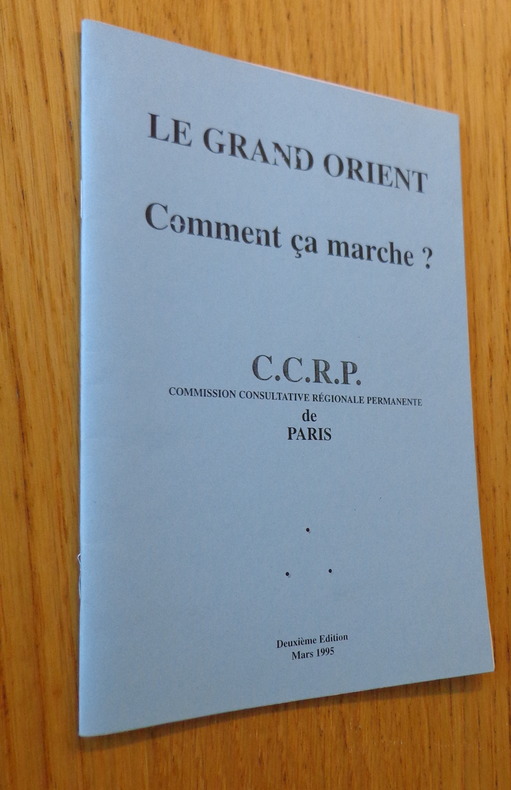 LE GRAND ORIENT
Comment ça marche ?
C.C.R.P.
COMMISSION CONSULTATIVE RÉGIONALE PERMANENTE
de
PARIS
Deuxième Edition
Mars 1995